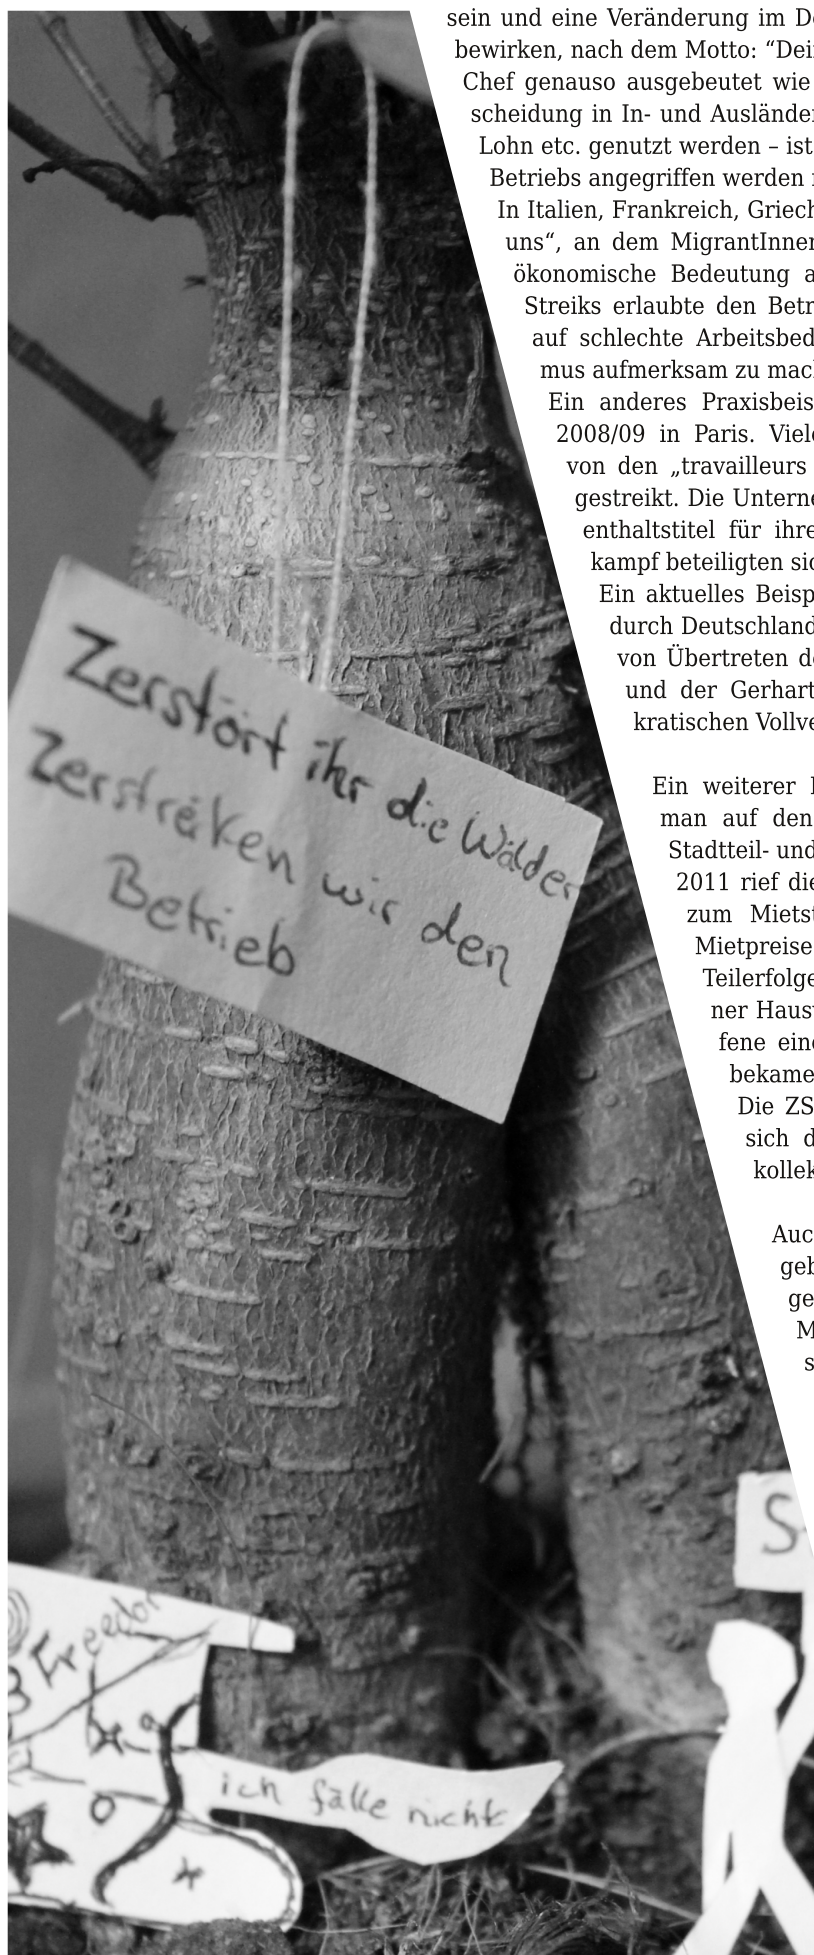 sein und eine Veränderung im De
bewirken, nach dem Motto: “Dein
Chef genauso ausgebeutet wie
scheidung in In- und Ausländer
Lohn etc. genutzt werden – ist
Betriebs angegriffen werden
In Italien, Frankreich, Griech
uns“, an dem MigrantInnen
ökonomische Bedeutung a
Streiks erlaubte den Betr
auf schlechte Arbeitsbed
mus aufmerksam zu mach
Ein anderes Praxisbeis
2008/09 in Paris. Viele
von den „travailleurs
gestreikt. Die Unterne
enthaltstitel für ihre
kampf beteiligten sic
Ein aktuelles Beisp
durch Deutschland
von Übertreten de
und der Gerhart
kratischen Vollve
Ein weiterer
man auf den
Stadtteil- und
2011 rief die
zum Mietst
Mietpreise
Teilerfolge
ner Haus
fene eine
bekame
Die ZS
sich d
kollek
Auc
geb
ge
M
s
Zerstört ihr die Wälder
Zerstreiken wir den
Betrieb
S
Freedom
ich fälle nicht